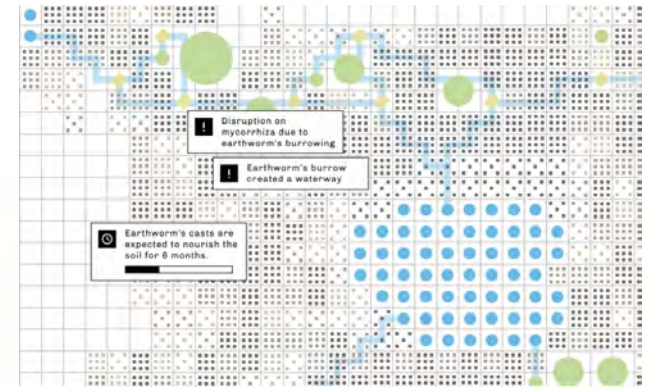 Disruption on
mycorrhiza due to
earthworm's burrowing
Earthworm's burrow
created a waterway
Earthworm's casts are
expected to nourish the
soil for 6 months.